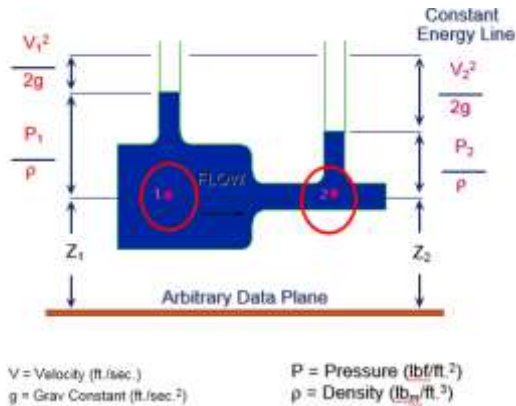 Constant
Energy Line
V₁²
2g
V₂²
2g
P₁
ρ
P₂
ρ
1
FLOW
2
Z₁
Z₂
Arbitrary Data Plane
V = Velocity (ft./sec.)
g = Grav Constant (ft./sec.²)
P = Pressure (lbf/ft.²)
ρ = Density (lbₘ/ft.³)